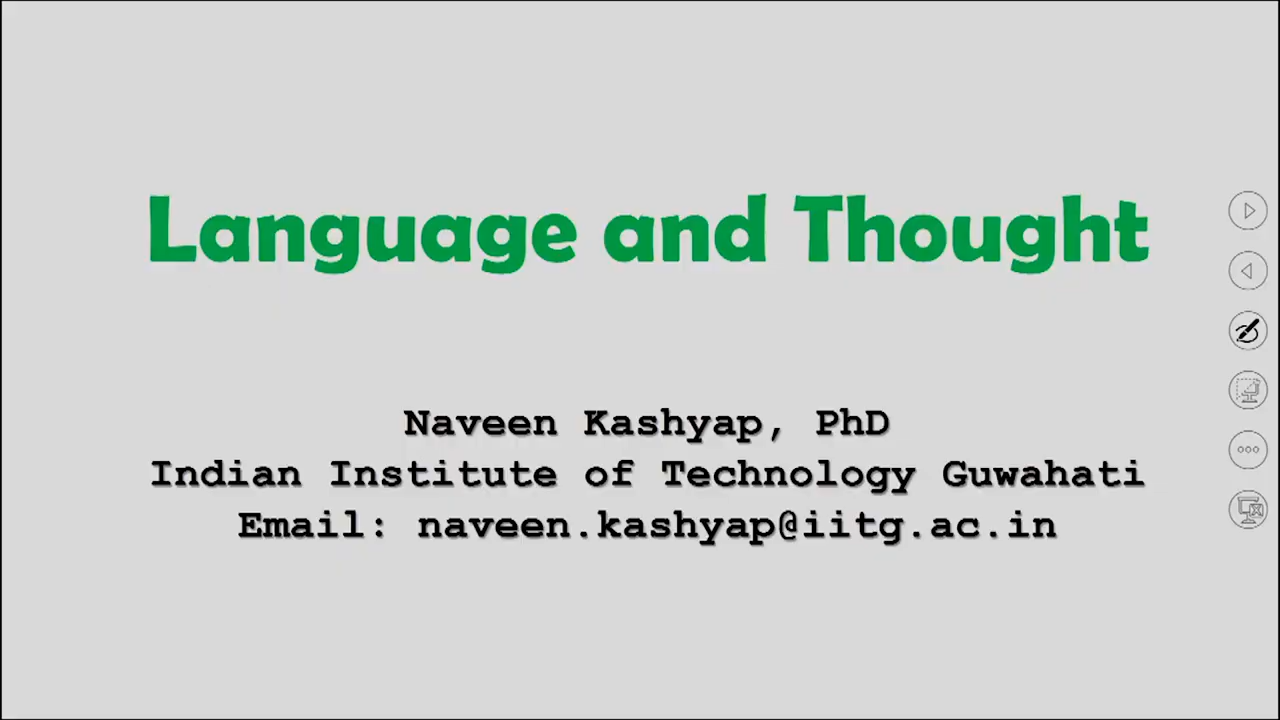 Language and Thought
Naveen Kashyap, PhD
Indian Institute of Technology Guwahati
Email: naveen.kashyap@iitg.ac.in